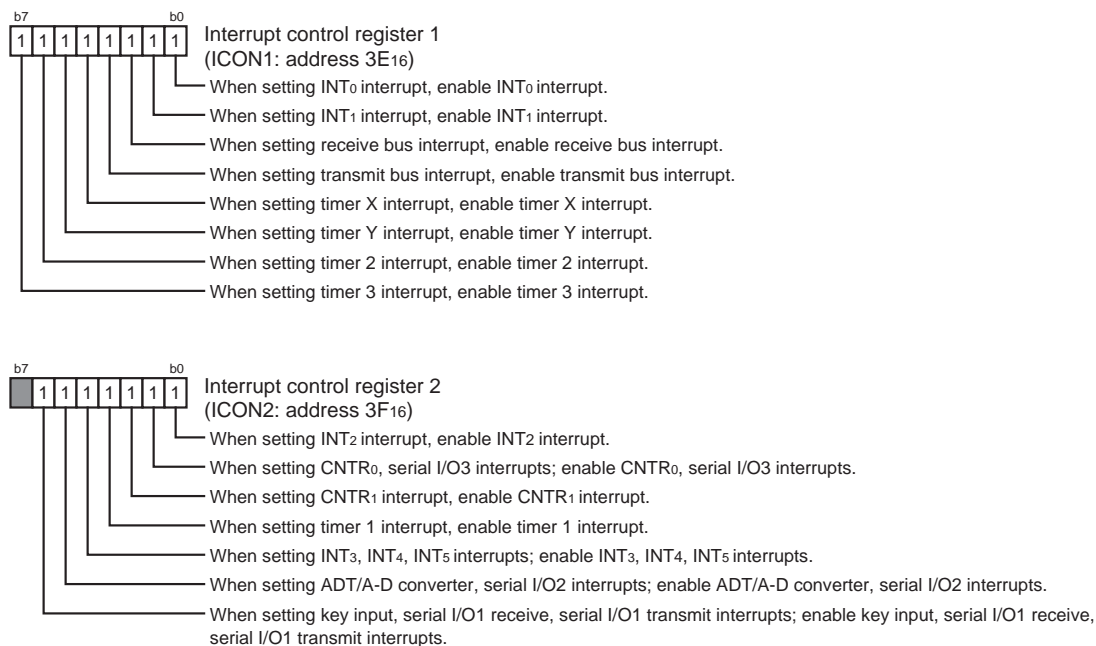 b7 b0
1 1 1 1 1 1 1 1
Interrupt control register 1
(ICON1: address 3E16)
When setting INT0 interrupt, enable INT0 interrupt.
When setting INT1 interrupt, enable INT1 interrupt.
When setting receive bus interrupt, enable receive bus interrupt.
When setting transmit bus interrupt, enable transmit bus interrupt.
When setting timer X interrupt, enable timer X interrupt.
When setting timer Y interrupt, enable timer Y interrupt.
When setting timer 2 interrupt, enable timer 2 interrupt.
When setting timer 3 interrupt, enable timer 3 interrupt.
b7 b0
1 1 1 1 1 1 1
Interrupt control register 2
(ICON2: address 3F16)
When setting INT2 interrupt, enable INT2 interrupt.
When setting CNTR0, serial I/O3 interrupts; enable CNTR0, serial I/O3 interrupts.
When setting CNTR1 interrupt, enable CNTR1 interrupt.
When setting timer 1 interrupt, enable timer 1 interrupt.
When setting INT3, INT4, INT5 interrupts; enable INT3, INT4, INT5 interrupts.
When setting ADT/A-D converter, serial I/O2 interrupts; enable ADT/A-D converter, serial I/O2 interrupts.
When setting key input, serial I/O1 receive, serial I/O1 transmit interrupts; enable key input, serial I/O1 receive,
serial I/O1 transmit interrupts.